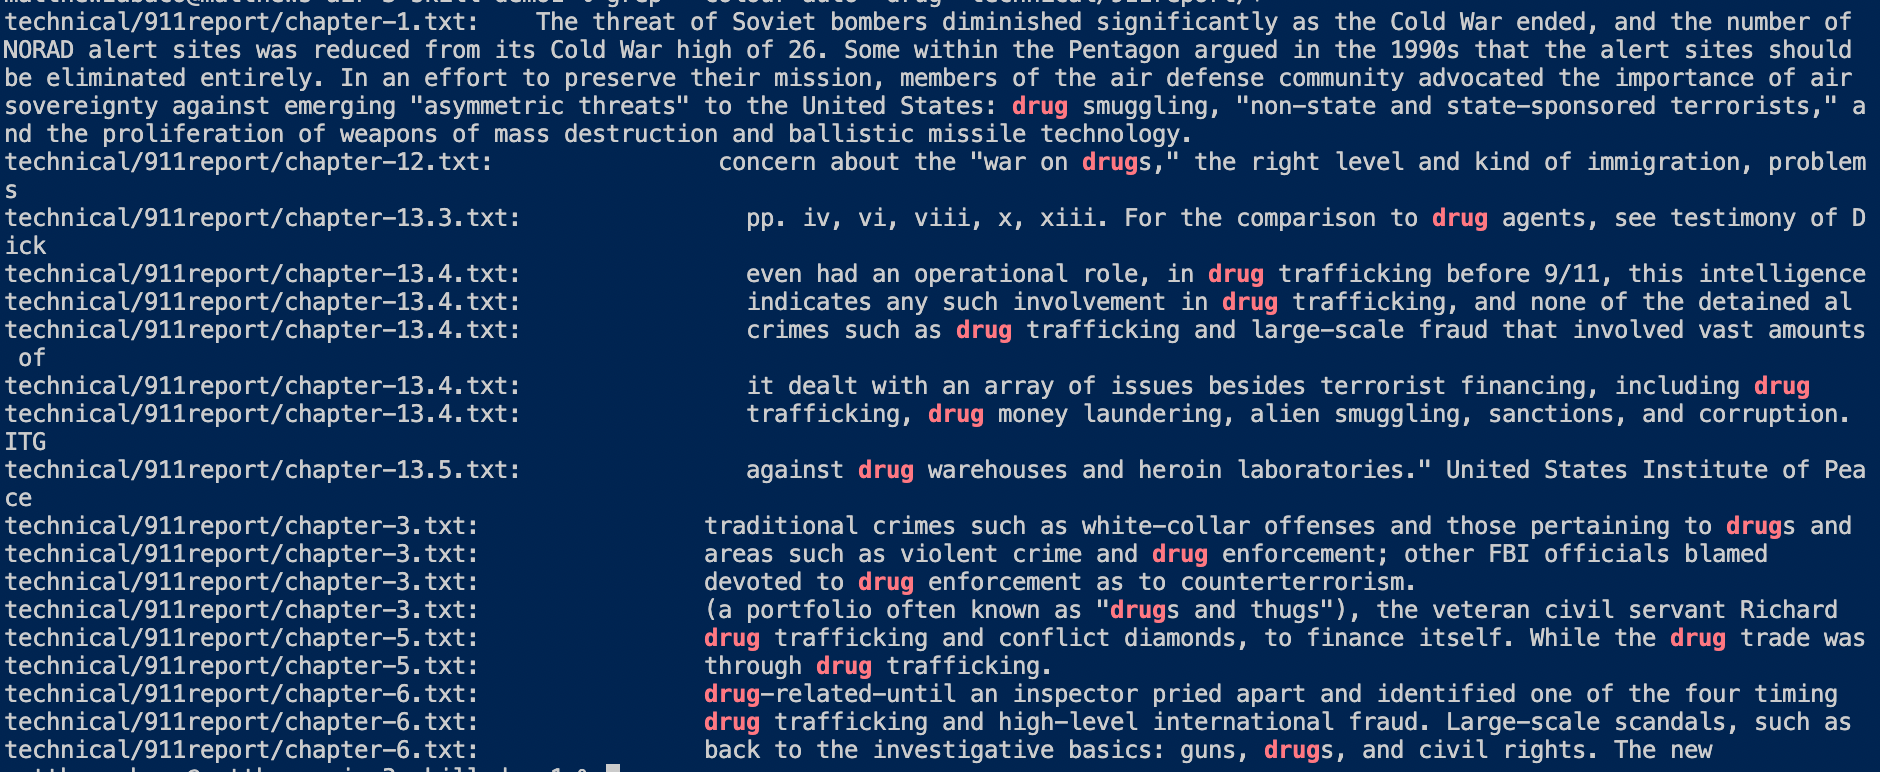 technical/911report/chapter-1.txt:    The threat of Soviet bombers diminished significantly as the Cold War ended, and the number of
NORAD alert sites was reduced from its Cold War high of 26. Some within the Pentagon argued in the 1990s that the alert sites should
be eliminated entirely. In an effort to preserve their mission, members of the air defense community advocated the importance of air
sovereignty against emerging "asymmetric threats" to the United States: drug smuggling, "non-state and state-sponsored terrorists," a
nd the proliferation of weapons of mass destruction and ballistic missile technology.
technical/911report/chapter-12.txt:                concern about the "war on drugs," the right level and kind of immigration, problem
s
technical/911report/chapter-13.3.txt:                pp. iv, vi, viii, x, xiii. For the comparison to drug agents, see testimony of D
ick
technical/911report/chapter-13.4.txt:                even had an operational role, in drug trafficking before 9/11, this intelligence
technical/911report/chapter-13.4.txt:                indicates any such involvement in drug trafficking, and none of the detained al
technical/911report/chapter-13.4.txt:                crimes such as drug trafficking and large-scale fraud that involved vast amounts
 of
technical/911report/chapter-13.4.txt:                it dealt with an array of issues besides terrorist financing, including drug
technical/911report/chapter-13.4.txt:                trafficking, drug money laundering, alien smuggling, sanctions, and corruption.
ITG
technical/911report/chapter-13.5.txt:                against drug warehouses and heroin laboratories." United States Institute of Pea
ce
technical/911report/chapter-3.txt:                traditional crimes such as white-collar offenses and those pertaining to drugs and
technical/911report/chapter-3.txt:                areas such as violent crime and drug enforcement; other FBI officials blamed
technical/911report/chapter-3.txt:                devoted to drug enforcement as to counterterrorism.
technical/911report/chapter-3.txt:                (a portfolio often known as "drugs and thugs"), the veteran civil servant Richard
technical/911report/chapter-5.txt:                drug trafficking and conflict diamonds, to finance itself. While the drug trade was
technical/911report/chapter-5.txt:                through drug trafficking.
technical/911report/chapter-6.txt:                drug-related-until an inspector pried apart and identified one of the four timing
technical/911report/chapter-6.txt:                drug trafficking and high-level international fraud. Large-scale scandals, such as
technical/911report/chapter-6.txt:                back to the investigative basics: guns, drugs, and civil rights. The new